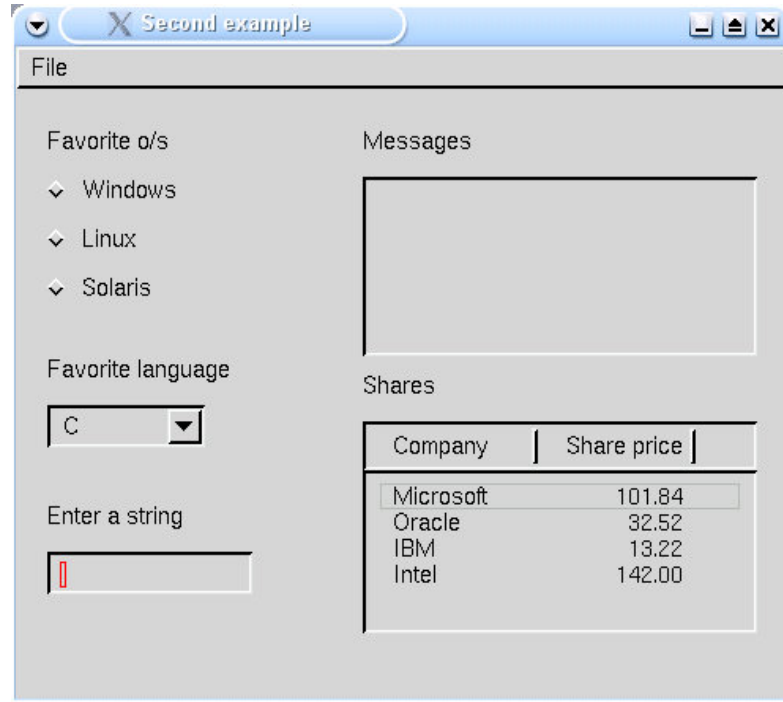 Second example
File
Favorite o/s
Windows
Linux
Solaris
Favorite language
C
Enter a string
Messages
Shares
Company Share price
Microsoft 101.84
Oracle 32.52
IBM 13.22
Intel 142.00